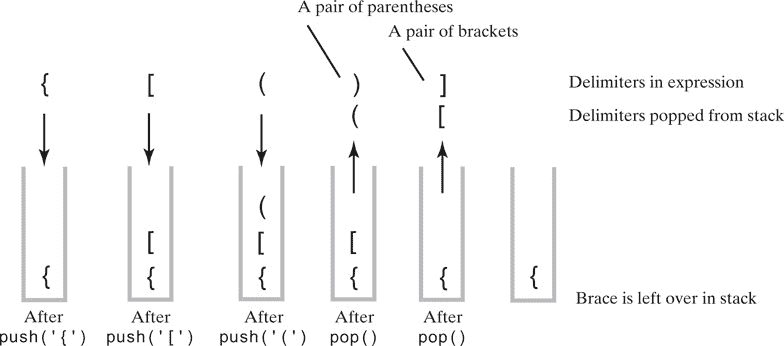 A pair of parentheses
A pair of brackets
{ [ ( ) ] Delimiters in expression
( [ Delimiters popped from stack
(
[ [ [
{ { { { { {
Brace is left over in stack
After After After After After
push('{') push('[') push('(') pop() pop()